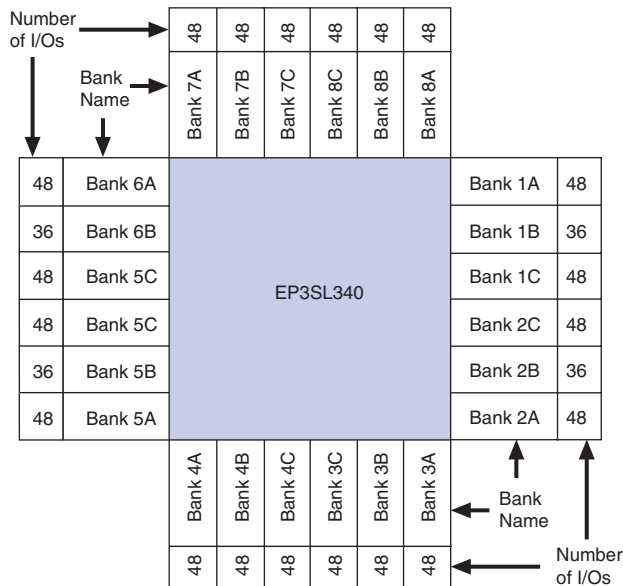 Number
of I/Os
48 48 48 48 48 48
Bank
Name
Bank 7A Bank 7B Bank 7C Bank 8C Bank 8B Bank 8A
48 Bank 6A
36 Bank 6B
48 Bank 5C
48 Bank 5C
36 Bank 5B
48 Bank 5A
EP3SL340
Bank 1A 48
Bank 1B 36
Bank 1C 48
Bank 2C 48
Bank 2B 36
Bank 2A 48
Bank 4A Bank 4B Bank 4C Bank 3C Bank 3B Bank 3A
Bank
Name
48 48 48 48 48 48
Number
of I/Os